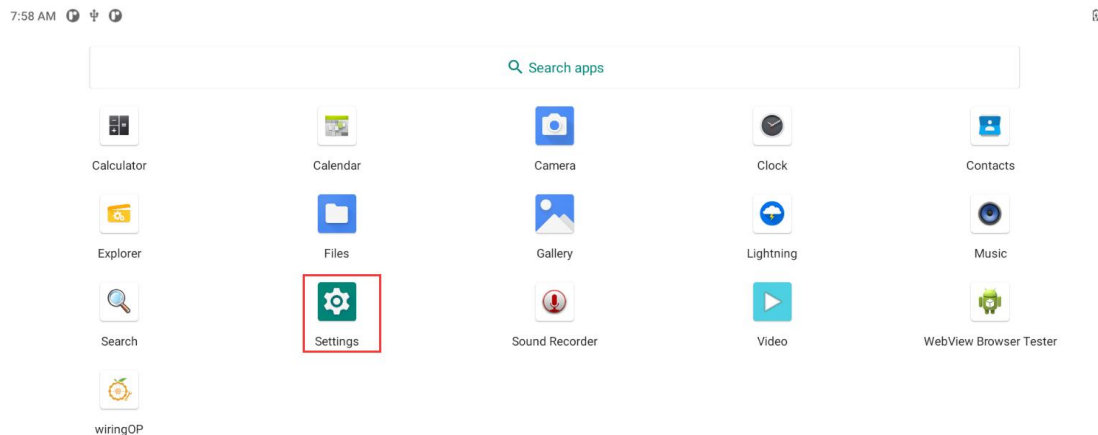 7:58 AM
Search apps
Calculator
Calendar
Camera
Clock
Contacts
Explorer
Files
Gallery
Lightning
Music
Search
Settings
Sound Recorder
Video
WebView Browser Tester
wiringOP